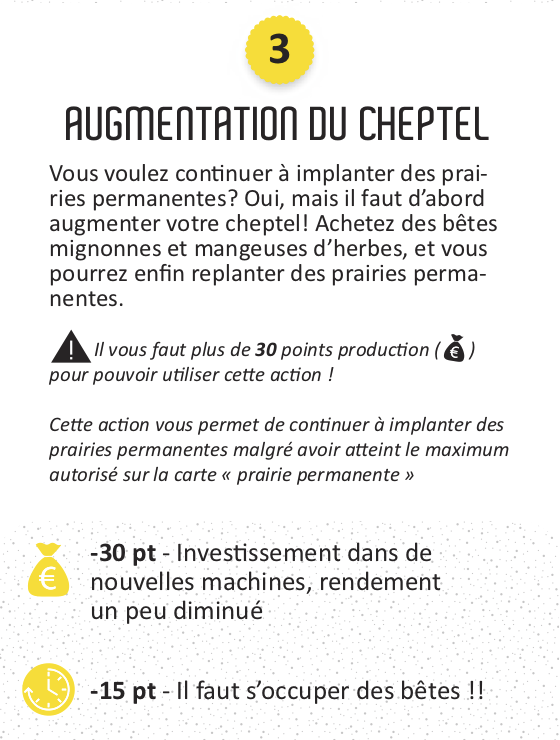 3
AUGMENTATION DU CHEPTEL
Vous voulez continuer à implanter des prai-
ries permanentes? Oui, mais il faut d'abord
augmenter votre cheptel! Achetez des bêtes
mignonnes et mangeuses d'herbes, et vous
pourrez enfin replanter des prairies perma-
nentes.
! Il vous faut plus de 30 points production ( € )
pour pouvoir utiliser cette action !
Cette action vous permet de continuer à implanter des
prairies permanentes malgré avoir atteint le maximum
autorisé sur la carte « prairie permanente »
€ -30 pt - Investissement dans de
nouvelles machines, rendement
un peu diminué
-15 pt - Il faut s'occuper des bêtes !!